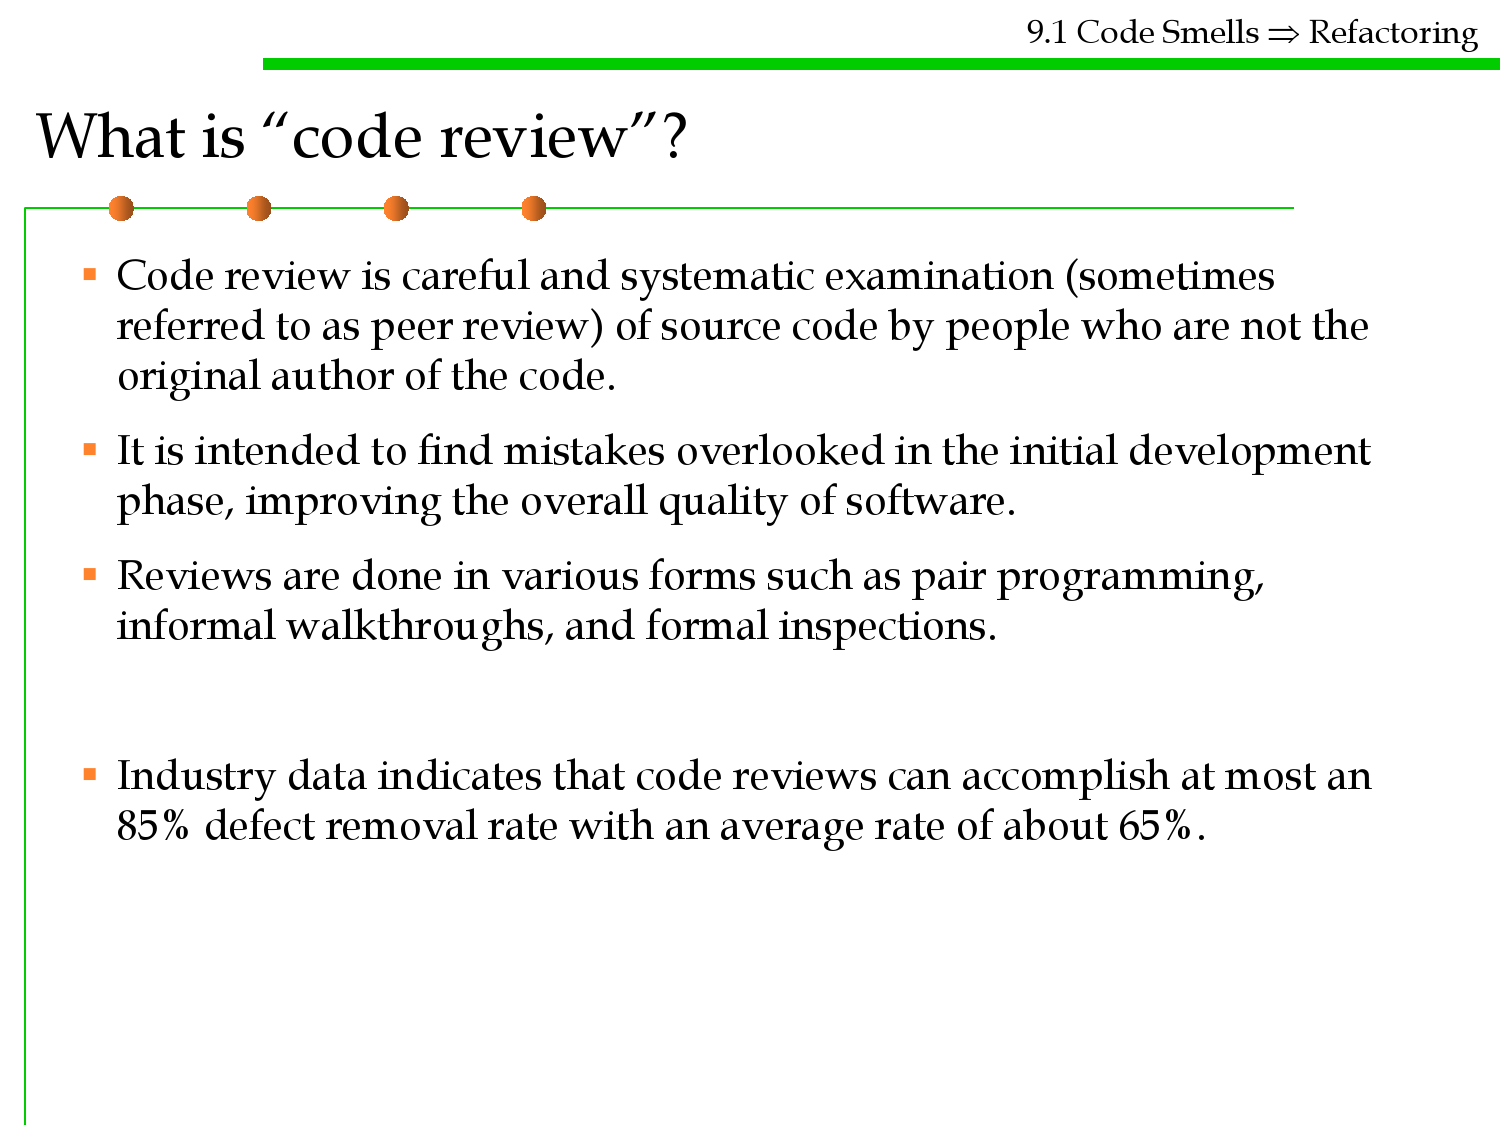 9.1 Code Smells ⇒ Refactoring
What is “code review”?
▪ Code review is careful and systematic examination (sometimes
referred to as peer review) of source code by people who are not the
original author of the code.
▪ It is intended to find mistakes overlooked in the initial development
phase, improving the overall quality of software.
▪ Reviews are done in various forms such as pair programming,
informal walkthroughs, and formal inspections.
▪ Industry data indicates that code reviews can accomplish at most an
85% defect removal rate with an average rate of about 65%.